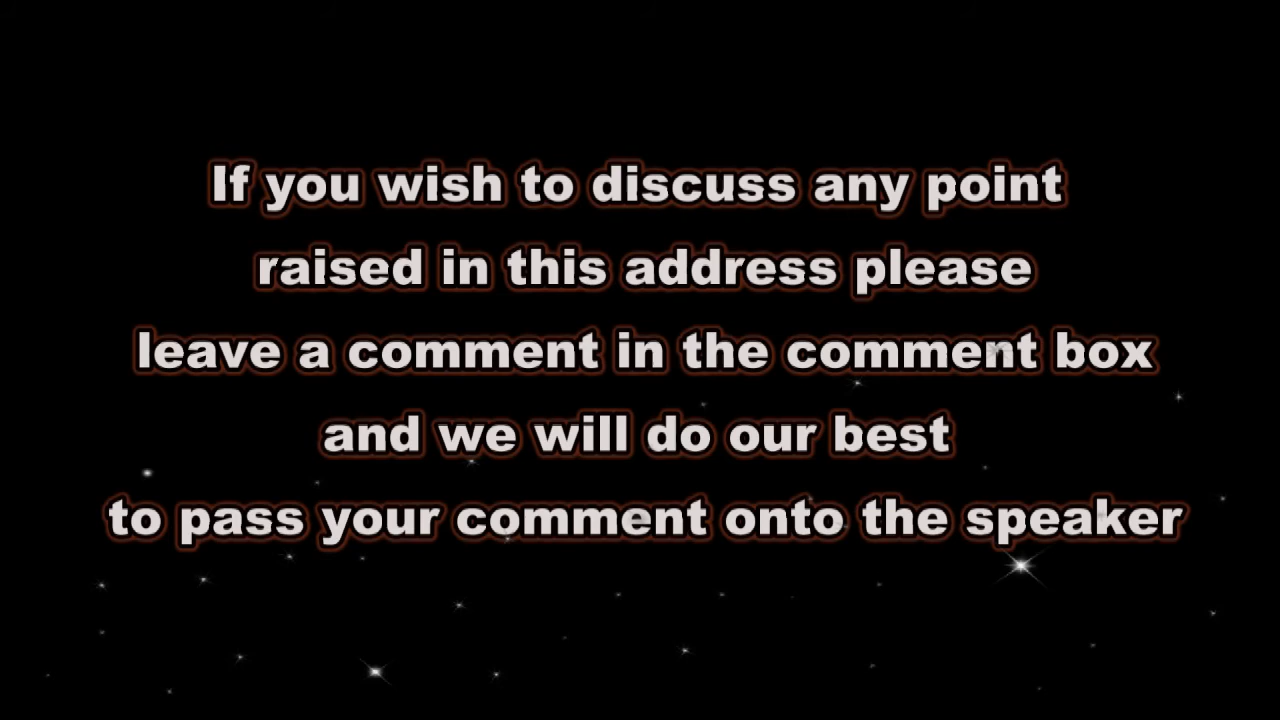 If you wish to discuss any point
raised in this address please
leave a comment in the comment box
and we will do our best
to pass your comment onto the speaker